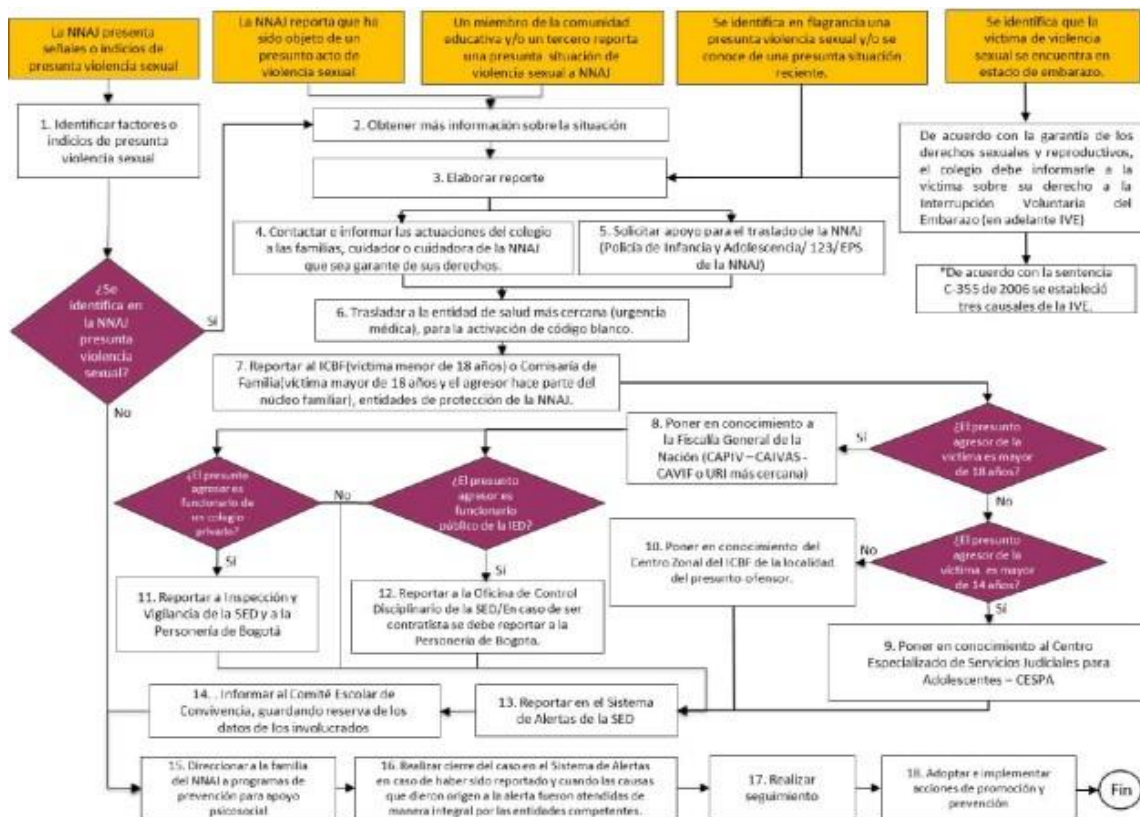 La NNAJ presenta
señales o indicios de
presunta violencia sexual
La NNAJ reporta que ha
sido objeto de un
presunto acto de
violencia sexual
Un miembro de la comunidad
educativa y/o un tercero reporta
una presunta situación de
violencia sexual a NNAJ
Se identifica en flagrancia una
presunta violencia sexual y/o se
conoce de una presunta situación
reciente.
Se identifica que la
víctima de violencia
sexual se encuentra en
estado de embarazo.
1. Identificar factores o
indicios de presunta
violencia sexual
2. Obtener más información sobre la situación
3. Elaborar reporte
De acuerdo con la garantía de los
derechos sexuales y reproductivos,
el colegio debe informarle a la
víctima sobre su derecho a la
Interrupción Voluntaria del
Embarazo (en adelante IVE)
4. Contactar e informar las actuaciones del colegio
a las familias, cuidador o cuidadora de la NNAJ
que sea garante de sus derechos.
5. Solicitar apoyo para el traslado de la NNAJ
(Policía de Infancia y Adolescencia/ 123/ EPS
de la NNAJ)
*De acuerdo con la sentencia
C-355 de 2006 se estableció
tres causales de la IVE.
¿Se
identifica en
la NNAJ
presunta
violencia
sexual?
Sí
No
6. Trasladar a la entidad de salud más cercana (urgencia
médica), para la activación de código blanco.
7. Reportar al ICBF(víctima menor de 18 años) o Comisaría de
Familia(víctima mayor de 18 años y el agresor hace parte del
núcleo familiar), entidades de protección de la NNAJ.
8. Poner en conocimiento a
la Fiscalía General de la
Nación (CAPIV – CAIVAS -
CAVIF o URI más cercana)
Sí
¿El presunto
agresor de la
víctima es mayor
de 18 años?
No
¿El presunto
agresor es
funcionario de
un colegio
privado?
No
¿El presunto
agresor es
funcionario
público de la IED?
Sí
Sí
10. Poner en conocimiento del
Centro Zonal del ICBF de la localidad
del presunto ofensor.
No
¿El presunto
agresor de la
víctima es mayor
de 14 años?
Sí
11. Reportar a Inspección y
Vigilancia de la SED y a la
Personería de Bogotá
12. Reportar a la Oficina de Control
Disciplinario de la SED/En caso de ser
contratista se debe reportar a la
Personería de Bogota.
9. Poner en conocimiento al Centro
Especializado de Servicios Judiciales para
Adolescentes – CESPA
14. . Informar al Comité Escolar de
Convivencia, guardando reserva de los
datos de los involucrados
13. Reportar en el Sistema
de Alertas de la SED
15. Direccionar a la familia
del NNAJ a programas de
prevención para apoyo
psicosocial
16. Realizar cierre del caso en el Sistema de Alertas
en caso de haber sido reportado y cuando las causas
que dieron origen a la alerta fueron atendidas de
manera integral por las entidades competentes.
17. Realizar
seguimiento
18. Adoptar e implementar
acciones de promoción y
prevención
Fin